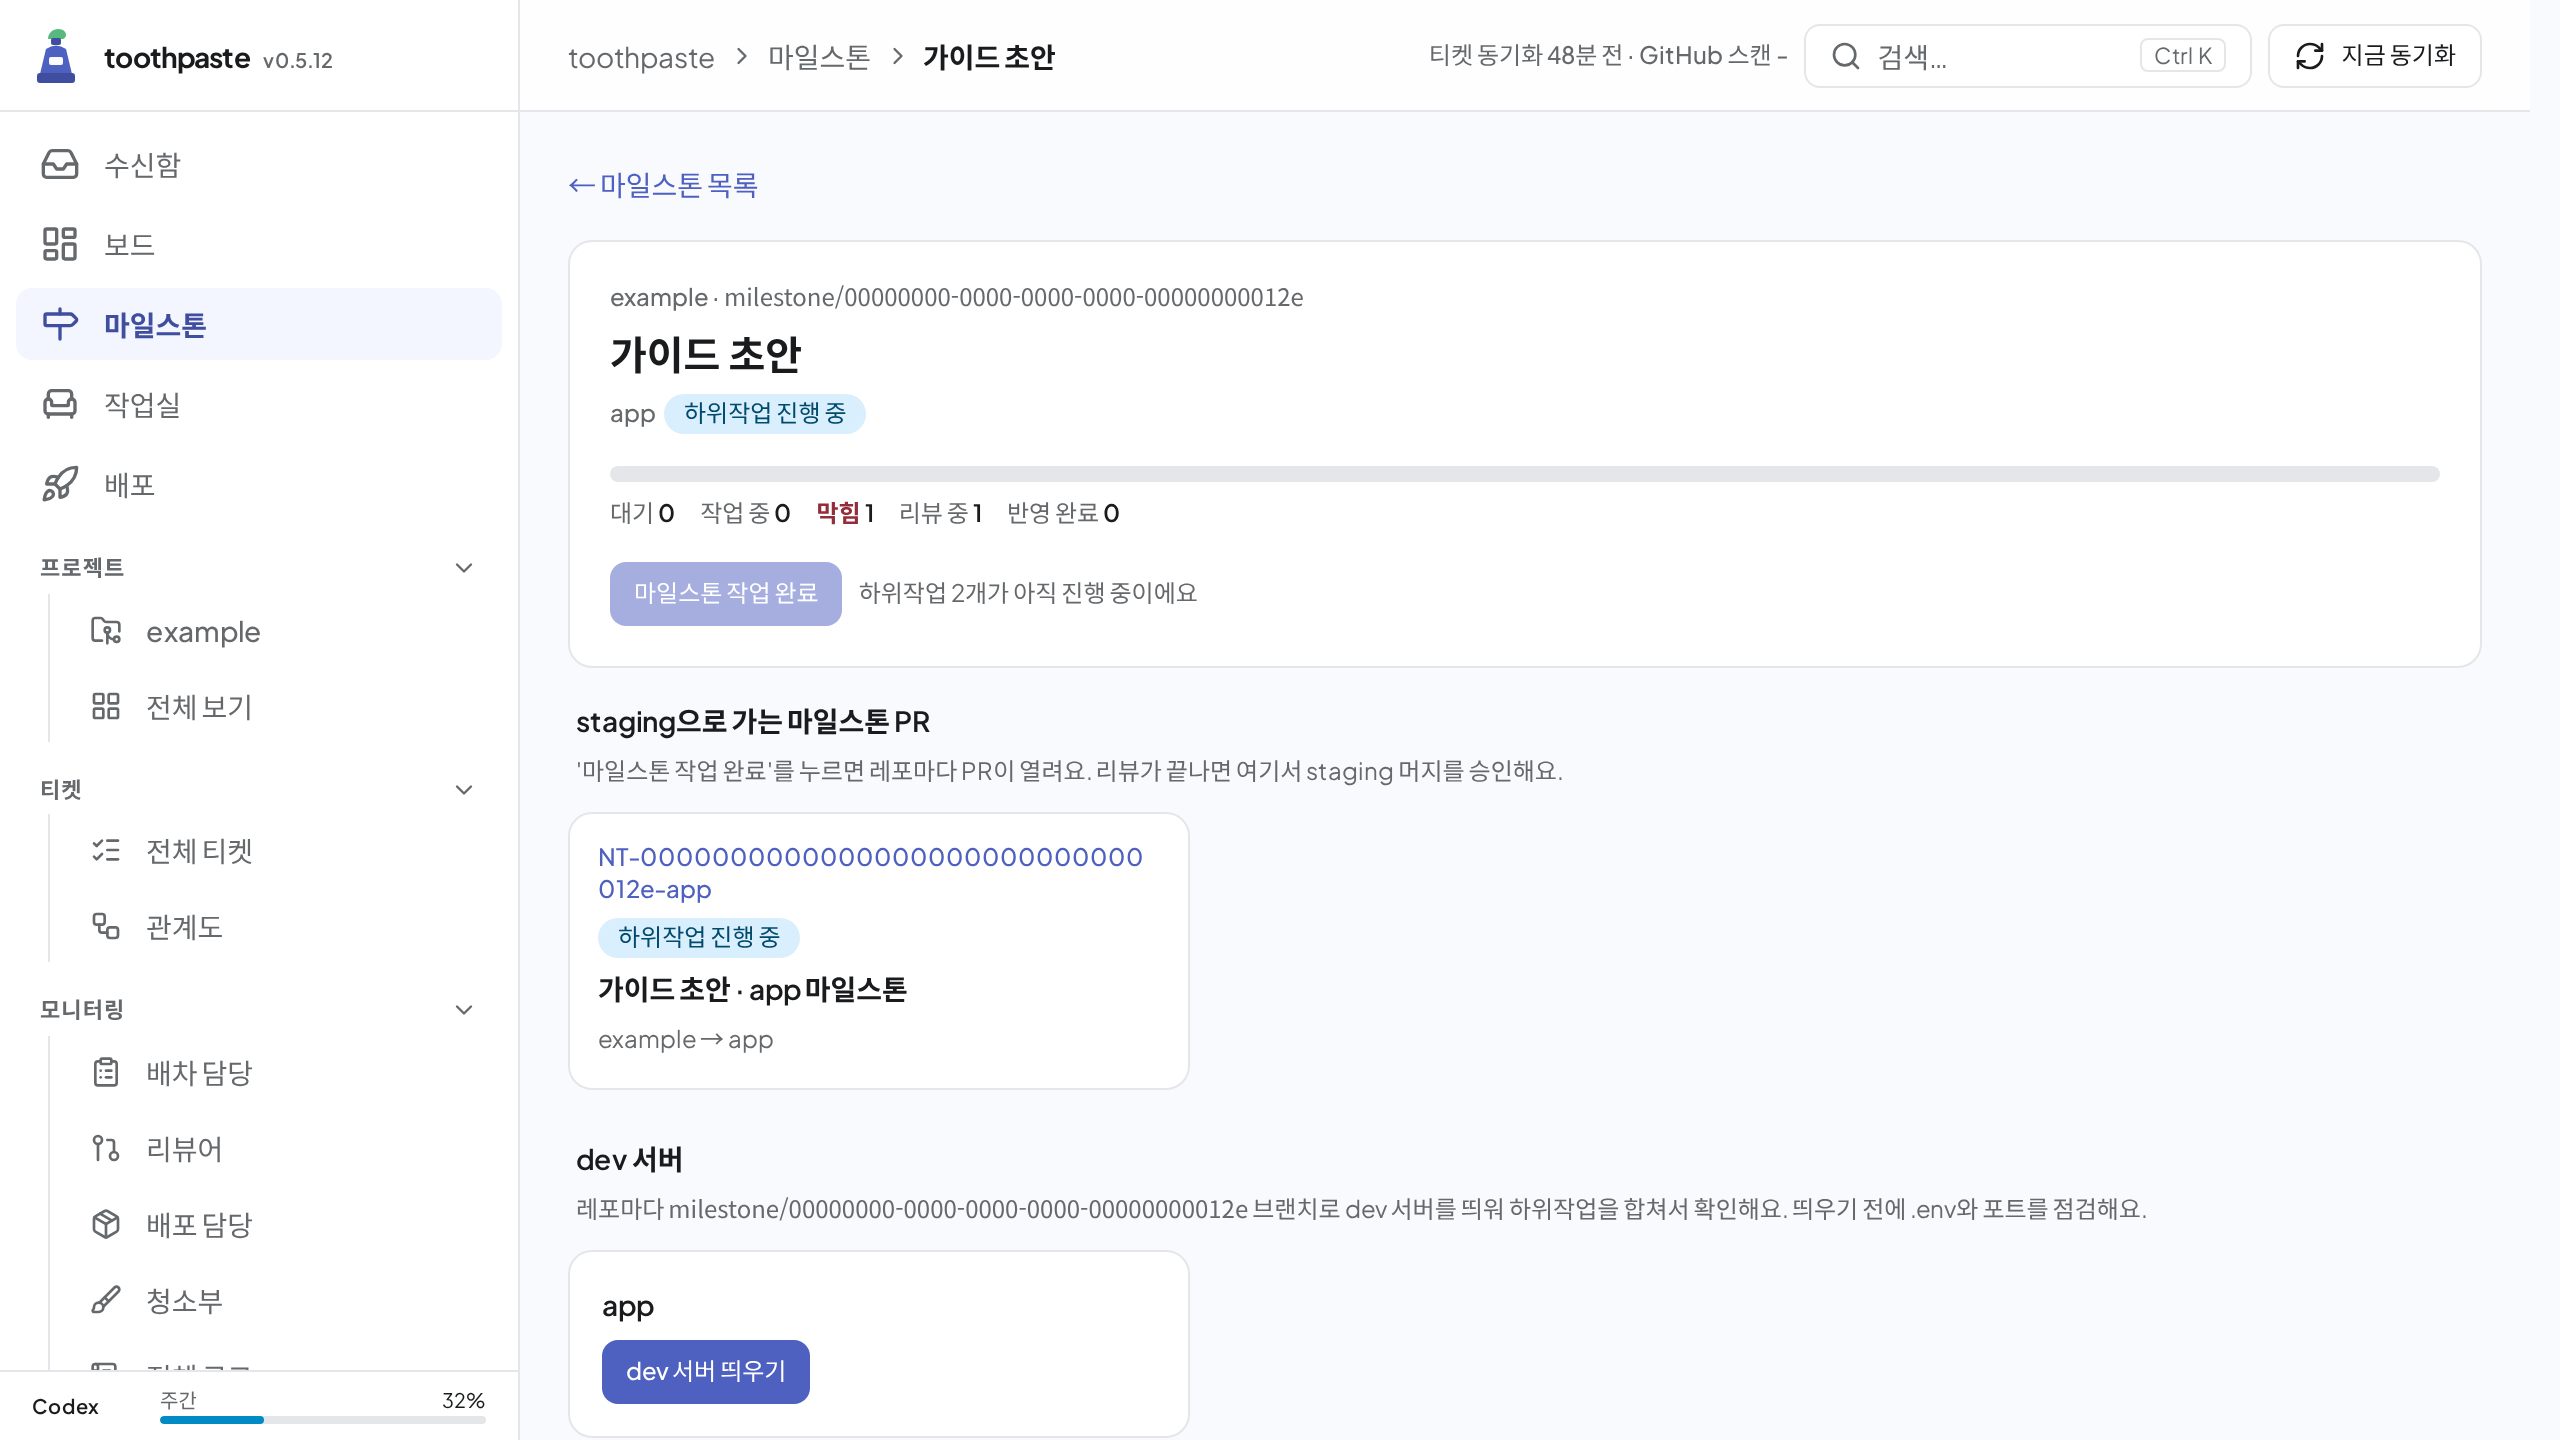 toothpaste v0.5.12
toothpaste > 마일스톤 > 가이드 초안
티켓 동기화 48분 전 · GitHub 스캔 -
검색...
Ctrl K
지금 동기화
수신함
보드
마일스톤
작업실
배포
프로젝트
example
전체 보기
티켓
전체 티켓
관계도
모니터링
배차 담당
리뷰어
배포 담당
청소부
Codex
주간
32%
← 마일스톤 목록
example · milestone/00000000-0000-0000-0000-00000000012e
가이드 초안
app 하위작업 진행 중
대기 0 작업 중 0 막힘 1 리뷰 중 1 반영 완료 0
마일스톤 작업 완료 하위작업 2개가 아직 진행 중이에요
staging으로 가는 마일스톤 PR
'마일스톤 작업 완료'를 누르면 레포마다 PR이 열려요. 리뷰가 끝나면 여기서 staging 머지를 승인해요.
NT-0000000000000000000000000000
012e-app
하위작업 진행 중
가이드 초안 · app 마일스톤
example → app
dev 서버
레포마다 milestone/00000000-0000-0000-0000-00000000012e 브랜치로 dev 서버를 띄워 하위작업을 합쳐서 확인해요. 띄우기 전에 .env와 포트를 점검해요.
app
dev 서버 띄우기